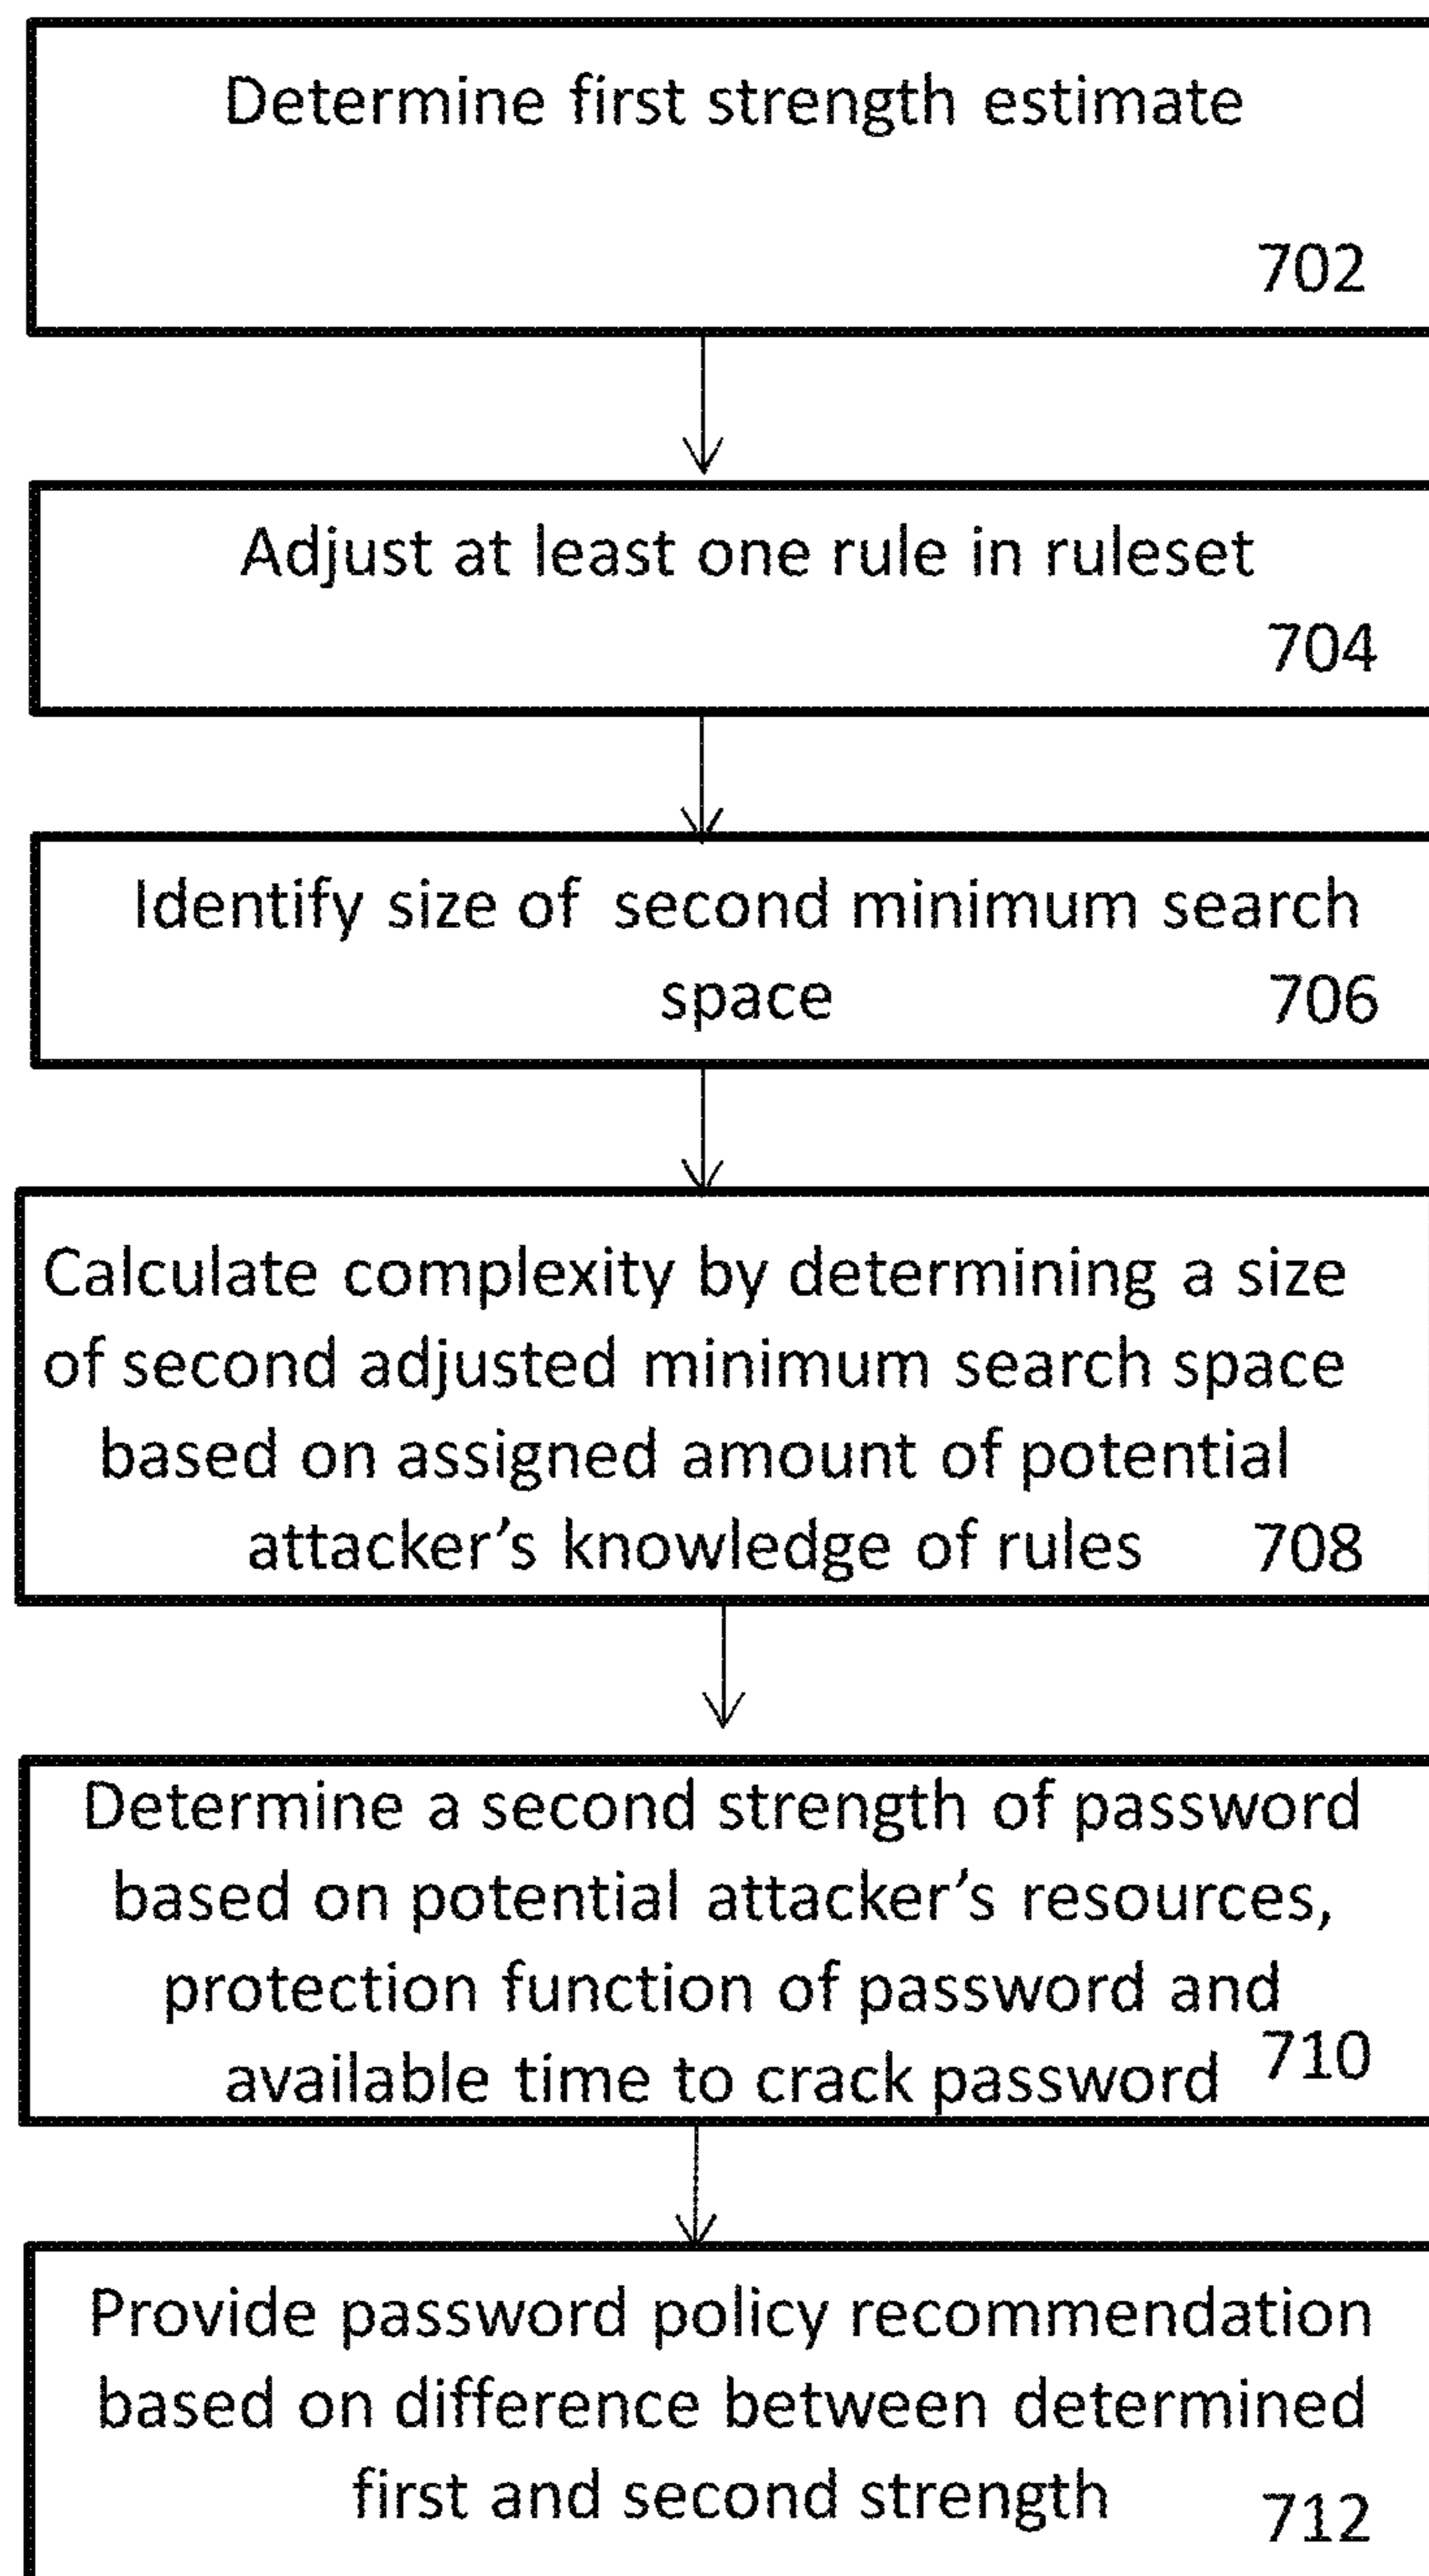 Determine first strength estimate
702
Adjust at least one rule in ruleset
704
Identify size of second minimum search
space 706
Calculate complexity by determining a size
of second adjusted minimum search space
based on assigned amount of potential
attacker's knowledge of rules 708
Determine a second strength of password
based on potential attacker's resources,
protection function of password and
available time to crack password 710
Provide password policy recommendation
based on difference between determined
first and second strength 712